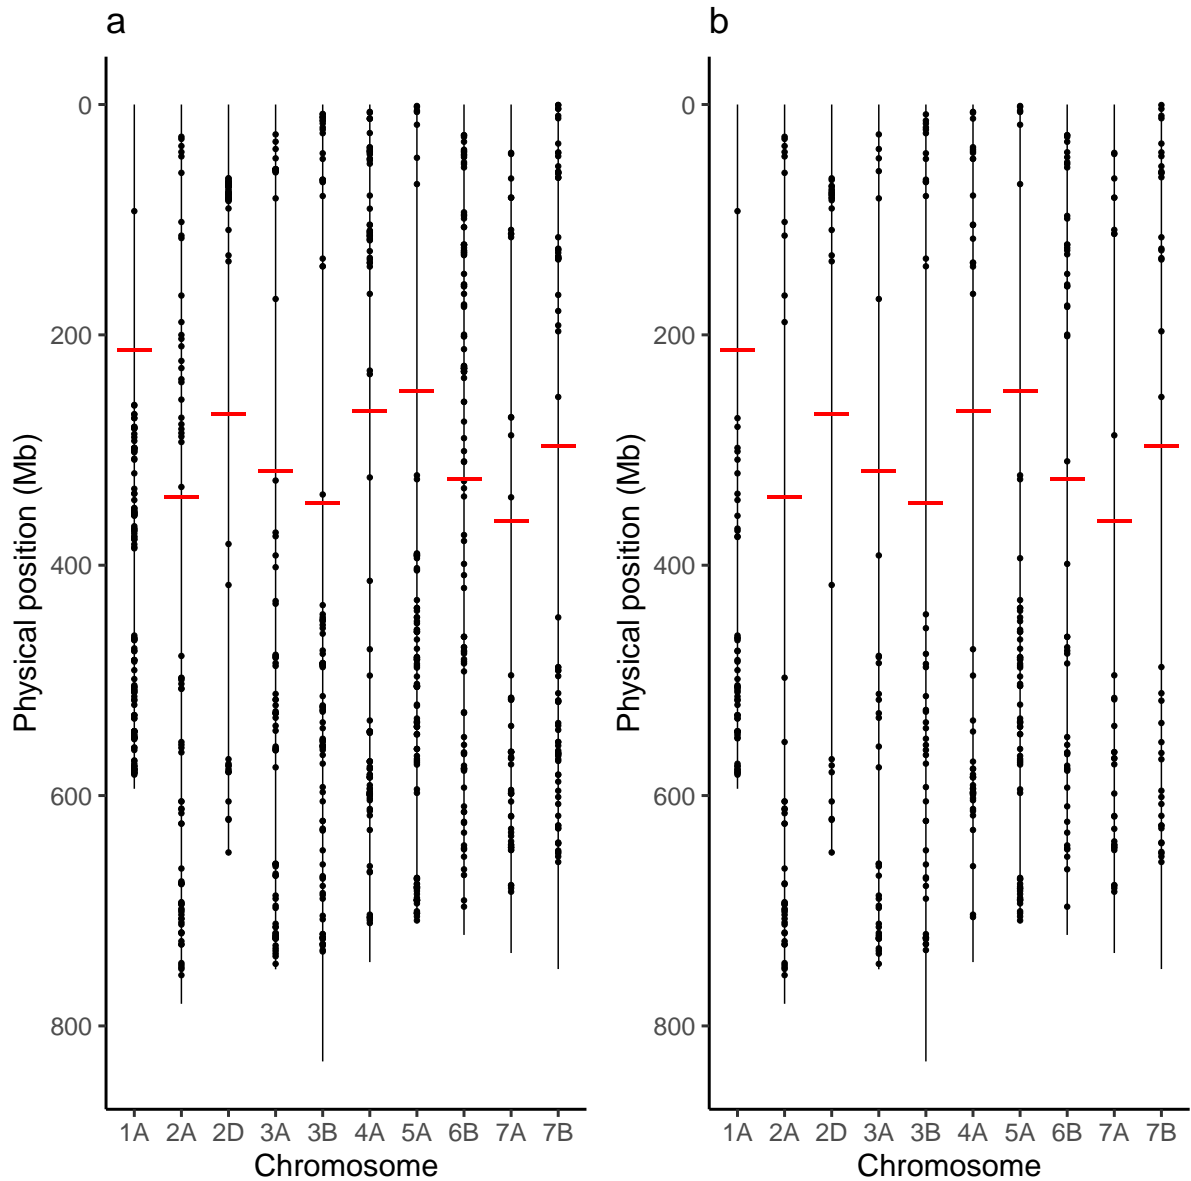 a
0
200
400
600
800
Physical position (Mb)
1A 2A 2D 3A 3B 4A 5A 6B 7A 7B
Chromosome
b
0
200
400
600
800
Physical position (Mb)
1A 2A 2D 3A 3B 4A 5A 6B 7A 7B
Chromosome